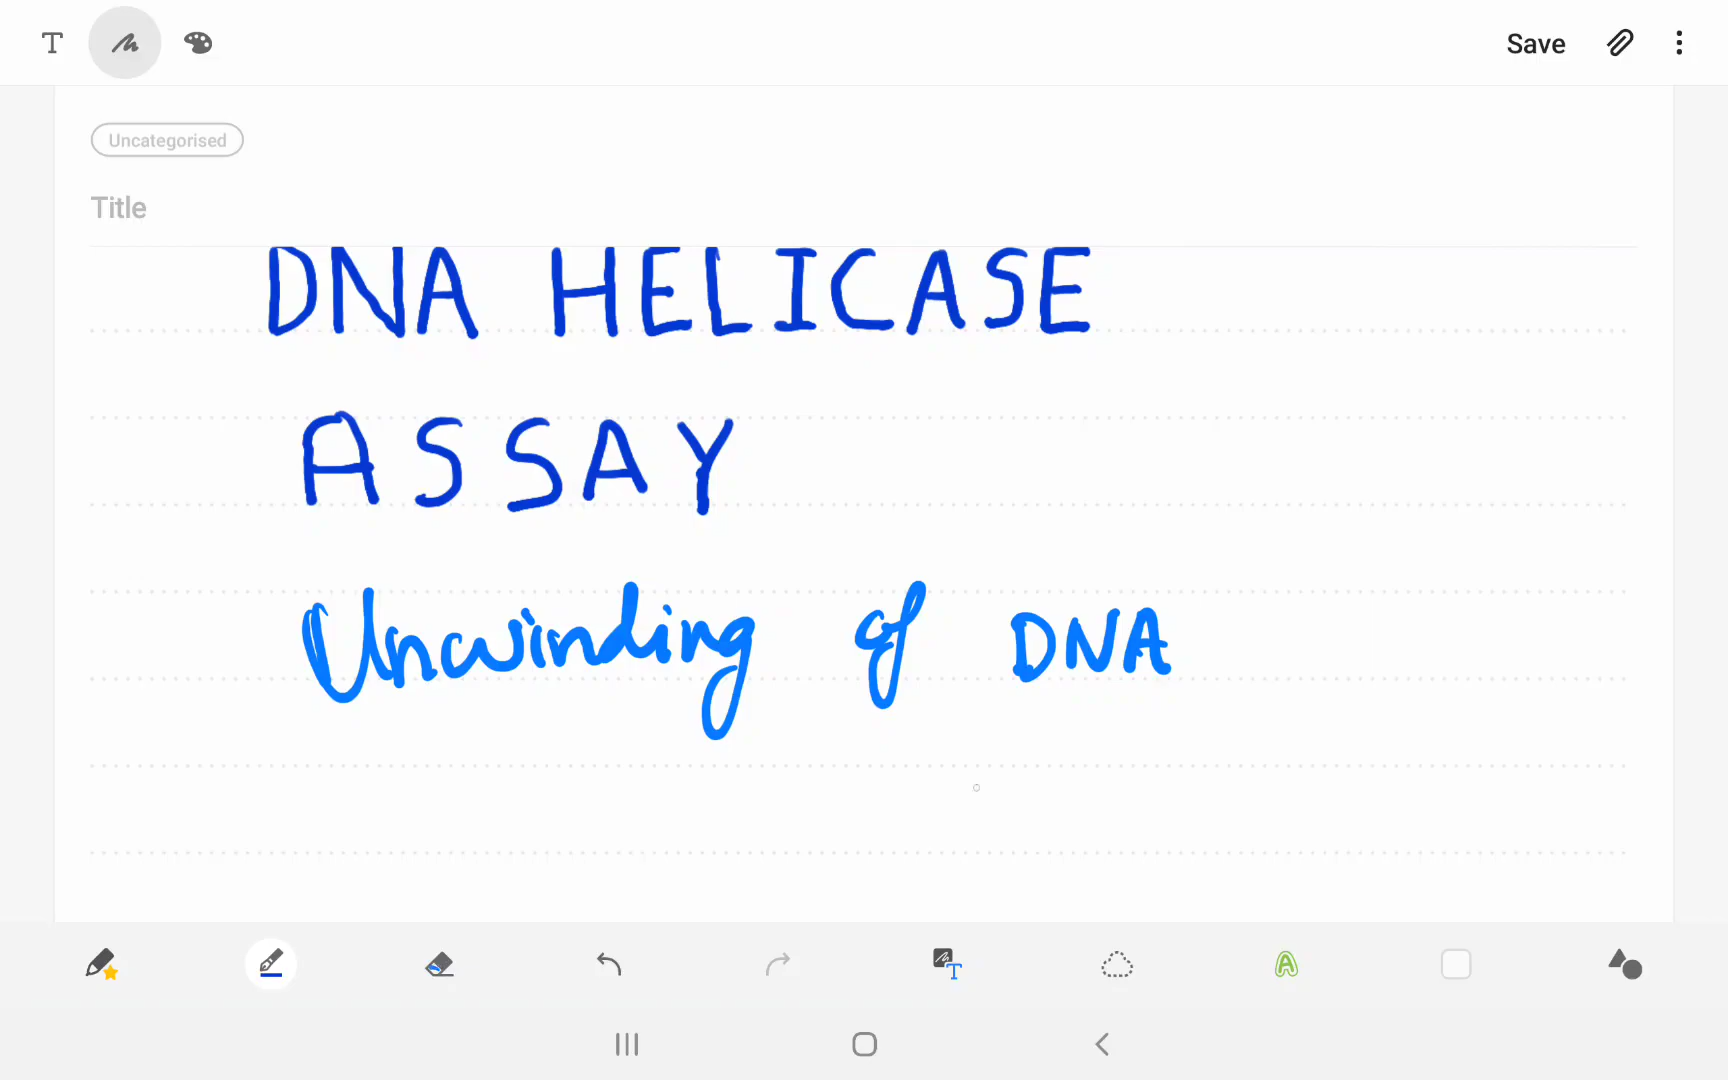 T
Save
Uncategorised
Title
DNA HELICASE
ASSAY
Unwinding of DNA
T
A